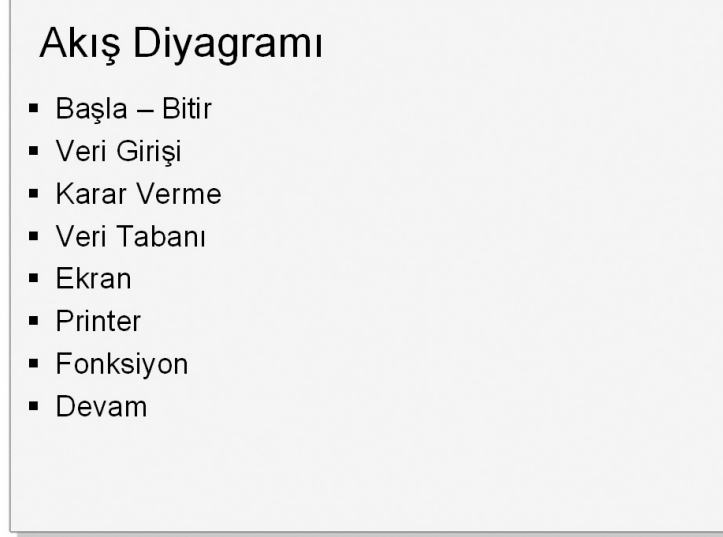 Akış Diyagramı
▪ Başla – Bitir
▪ Veri Girişi
▪ Karar Verme
▪ Veri Tabanı
▪ Ekran
▪ Printer
▪ Fonksiyon
▪ Devam